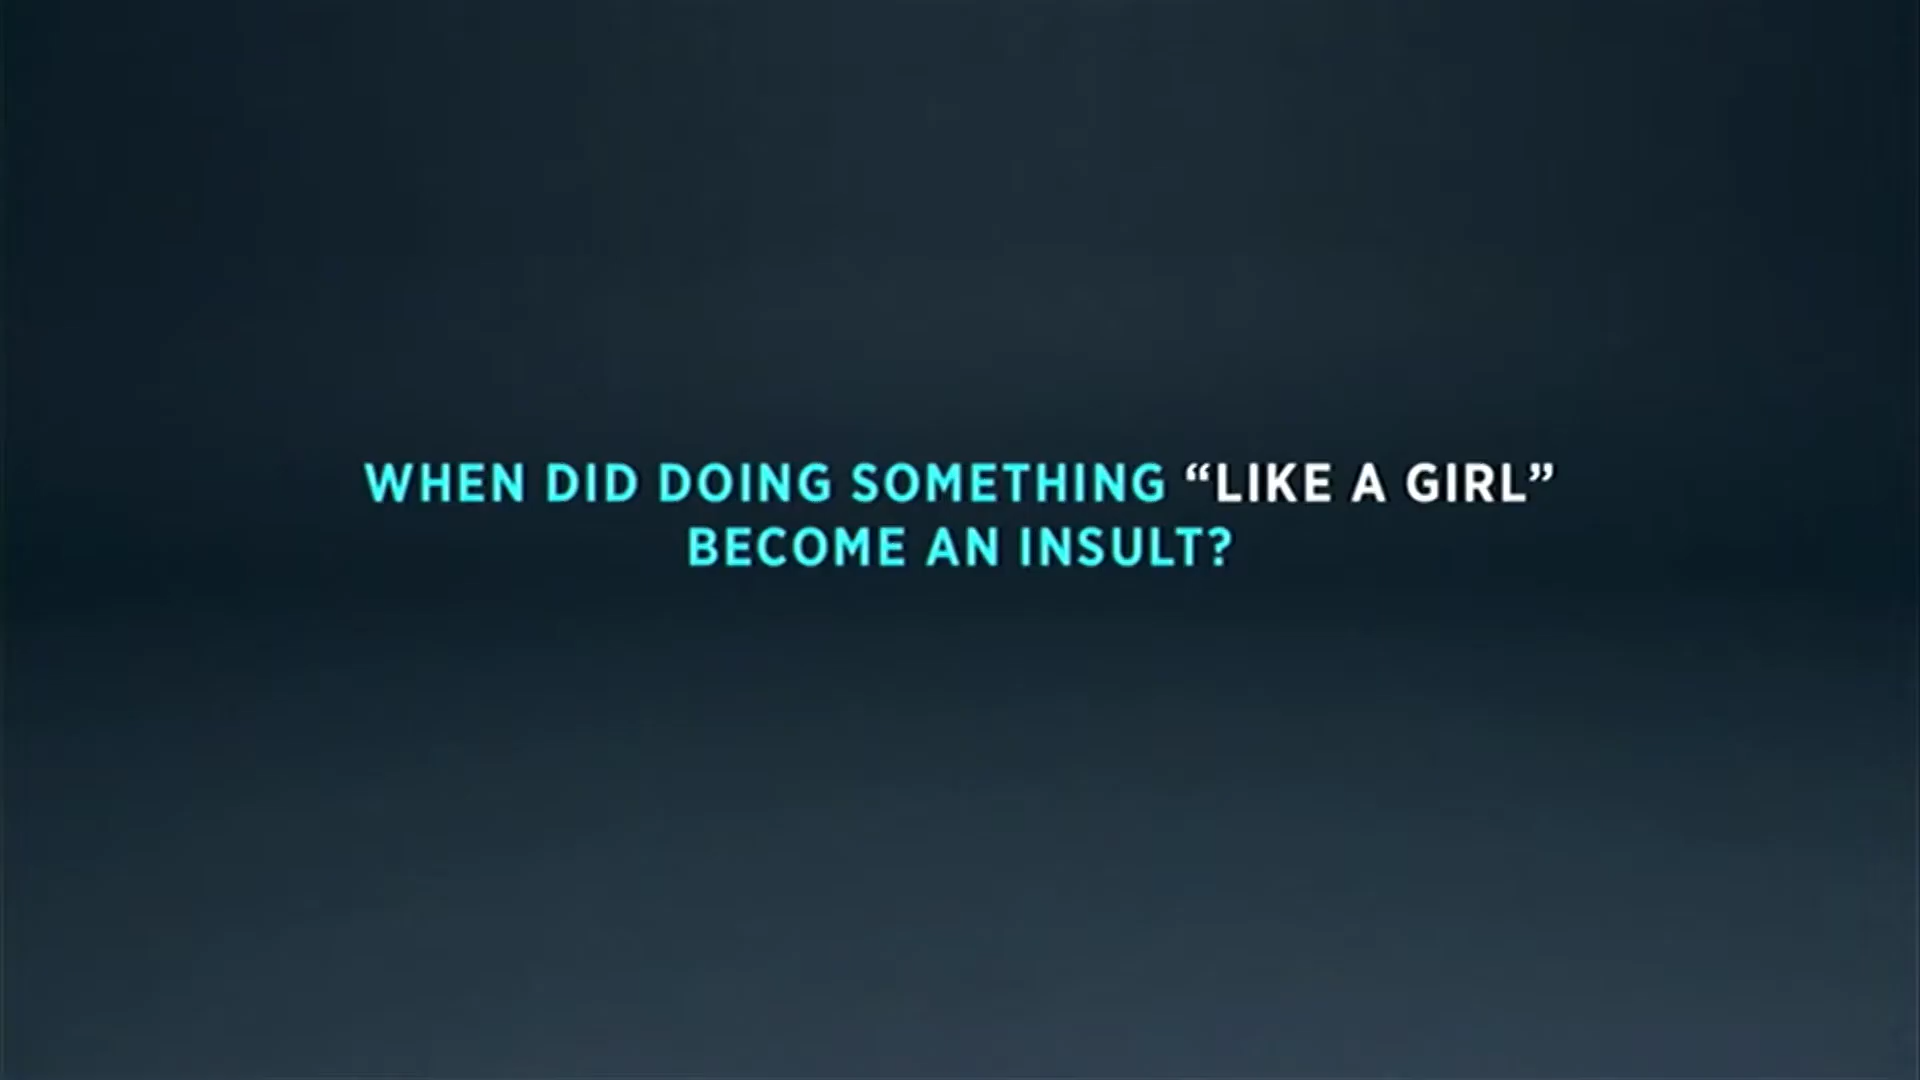 WHEN DID DOING SOMETHING “LIKE A GIRL”
BECOME AN INSULT?